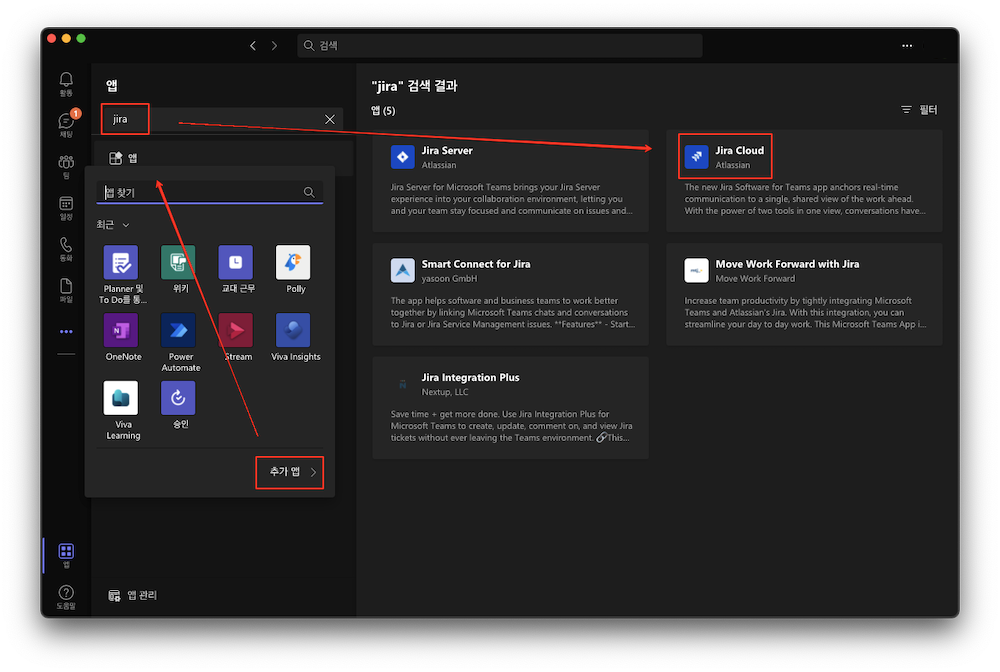 검색
활동
1
채팅
팀
일정
통화
파일
앱
도움말
앱
jira
앱
앱 찾기
최근
Planner 및
To Do를 통...
위키
교대 근무
Polly
OneNote
Power
Automate
Stream
Viva Insights
Viva
Learning
승인
추가 앱
앱 관리
"jira" 검색 결과
앱 (5)
필터
Jira Server
Atlassian
Jira Server for Microsoft Teams brings your Jira Server
experience into your collaboration environment, letting you
and your team stay focused and communicate on issues and...
Jira Cloud
Atlassian
The new Jira Software for Teams app anchors real-time
communication to a single, shared view of the work ahead.
With the power of two tools in one view, conversations have...
Smart Connect for Jira
yasoon GmbH
The app helps software and business teams to work better
together by linking Microsoft Teams chats and conversations
to Jira or Jira Service Management issues. **Features** - Start...
Move Work Forward with Jira
Move Work Forward
Increase team productivity by tightly integrating Microsoft
Teams and Atlassian's Jira. With this integration, you can
streamline your day to day work. This Microsoft Teams App i...
Jira Integration Plus
Nextup, LLC
Save time + get more done. Use Jira Integration Plus for
Microsoft Teams to create, update, comment on, and view Jira
tickets without ever leaving the Teams environment. 🔗This...